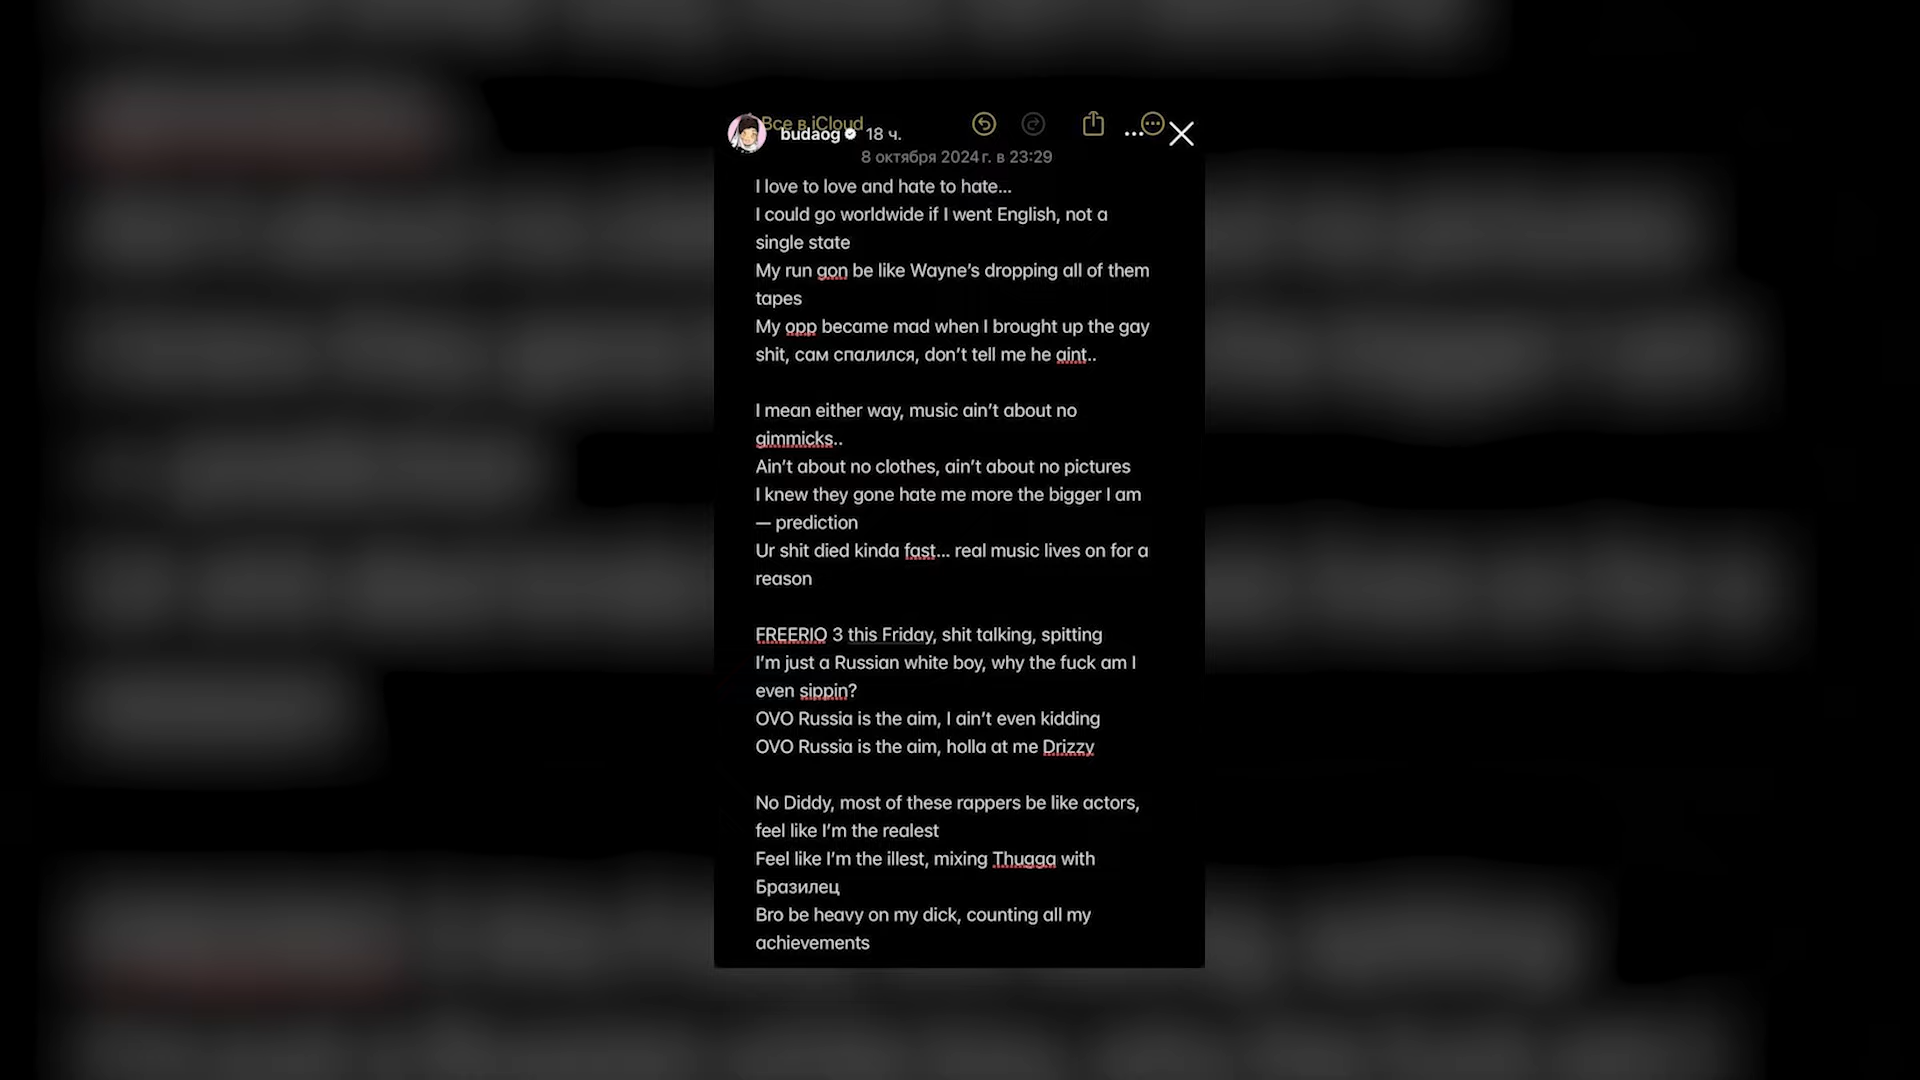 Все в iCloud
budaog 18 ч.
8 октября 2024 г. в 23:29
I love to love and hate to hate...
I could go worldwide if I went English, not a
single state
My run gon be like Wayne’s dropping all of them
tapes
My opp became mad when I brought up the gay
shit, сам спалился, don’t tell me he aint..
I mean either way, music ain’t about no
gimmicks..
Ain’t about no clothes, ain’t about no pictures
I knew they gone hate me more the bigger I am
— prediction
Ur shit died kinda fast... real music lives on for a
reason
FREERIO 3 this Friday, shit talking, spitting
I’m just a Russian white boy, why the fuck am I
even sippin?
OVO Russia is the aim, I ain’t even kidding
OVO Russia is the aim, holla at me Drizzy
No Diddy, most of these rappers be like actors,
feel like I’m the realest
Feel like I’m the illest, mixing Thugga with
Бразилец
Bro be heavy on my dick, counting all my
achievements